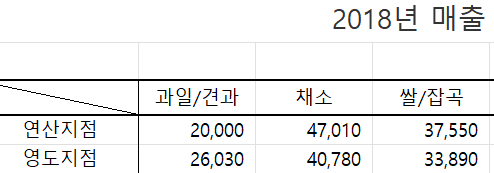 2018년 매출
과일/견과 채소 쌀/잡곡
연산지점 20,000 47,010 37,550
영도지점 26,030 40,780 33,890